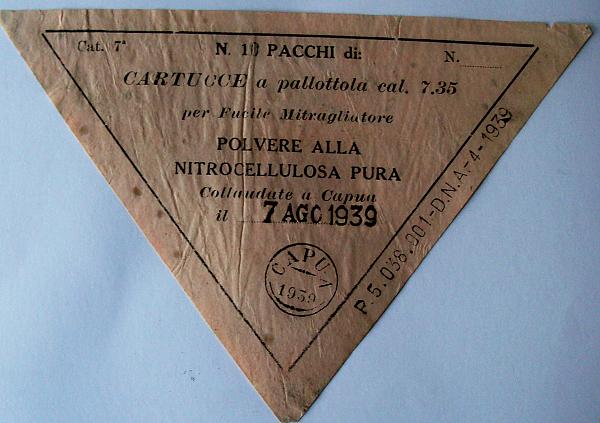 Cat. 7ª
N. 10 PACCHI di:
N.
CARTUCCE a pallottola cal. 7.35
per Fucile Mitragliatore
POLVERE ALLA
NITROCELLULOSA PURA
Collaudate a Capua
il 7 AGO 1939
CAPUA
1939
P.5.038.001-D.N.A.-4-1939